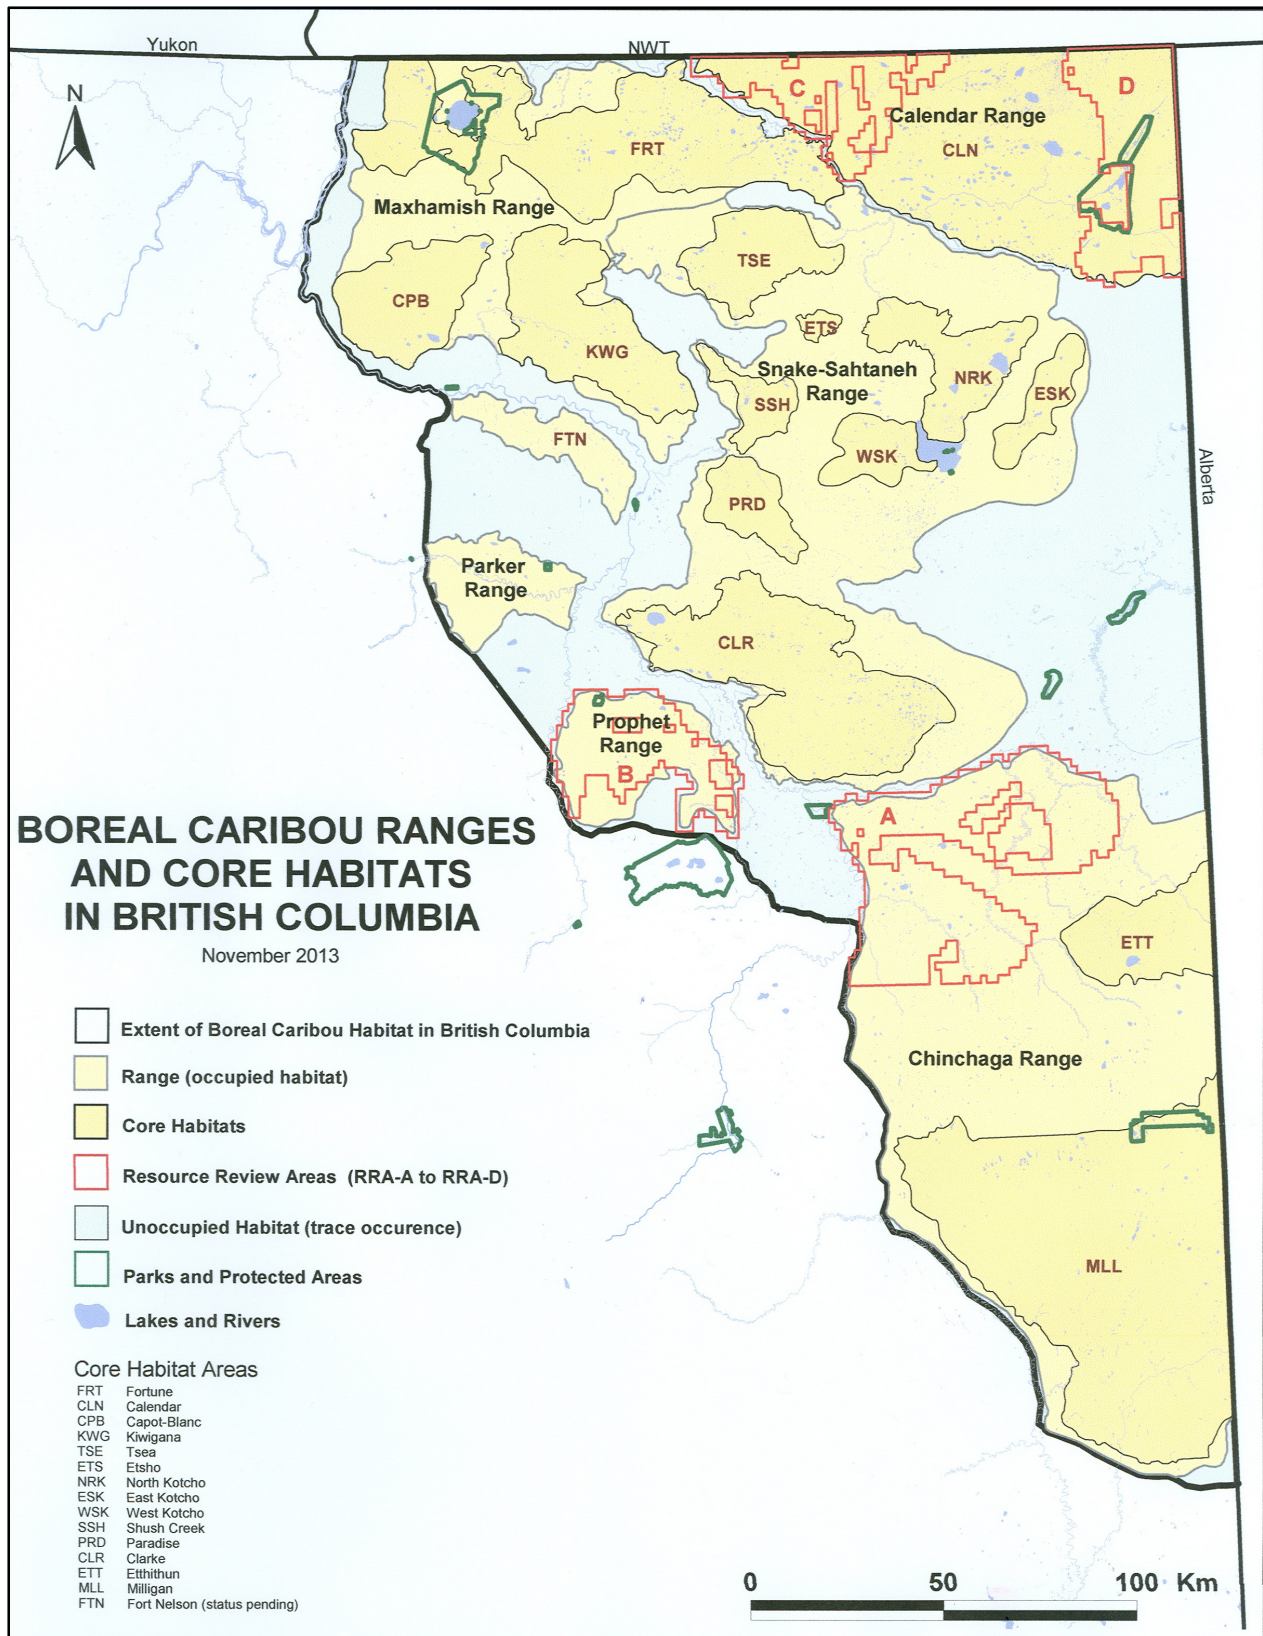 Yukon
NWT
N
C
D
Calendar Range
CLN
FRT
Maxhamish Range
TSE
CPB
ETS
KWG
Snake-Sahtaneh
Range
NRK
ESK
SSH
FTN
WSK
Alberta
PRD
Parker
Range
CLR
Prophet
Range
B
A
BOREAL CARIBOU RANGES
AND CORE HABITATS
IN BRITISH COLUMBIA
November 2013
ETT
Chinchaga Range
MLL
Extent of Boreal Caribou Habitat in British Columbia
Range (occupied habitat)
Core Habitats
Resource Review Areas (RRA-A to RRA-D)
Unoccupied Habitat (trace occurence)
Parks and Protected Areas
Lakes and Rivers
Core Habitat Areas
FRT Fortune
CLN Calendar
CPB Capot-Blanc
KWG Kiwigana
TSE Tsea
ETS Etsho
NRK North Kotcho
ESK East Kotcho
WSK West Kotcho
SSH Shush Creek
PRD Paradise
CLR Clarke
ETT Etthithun
MLL Milligan
FTN Fort Nelson (status pending)
0 50 100 Km